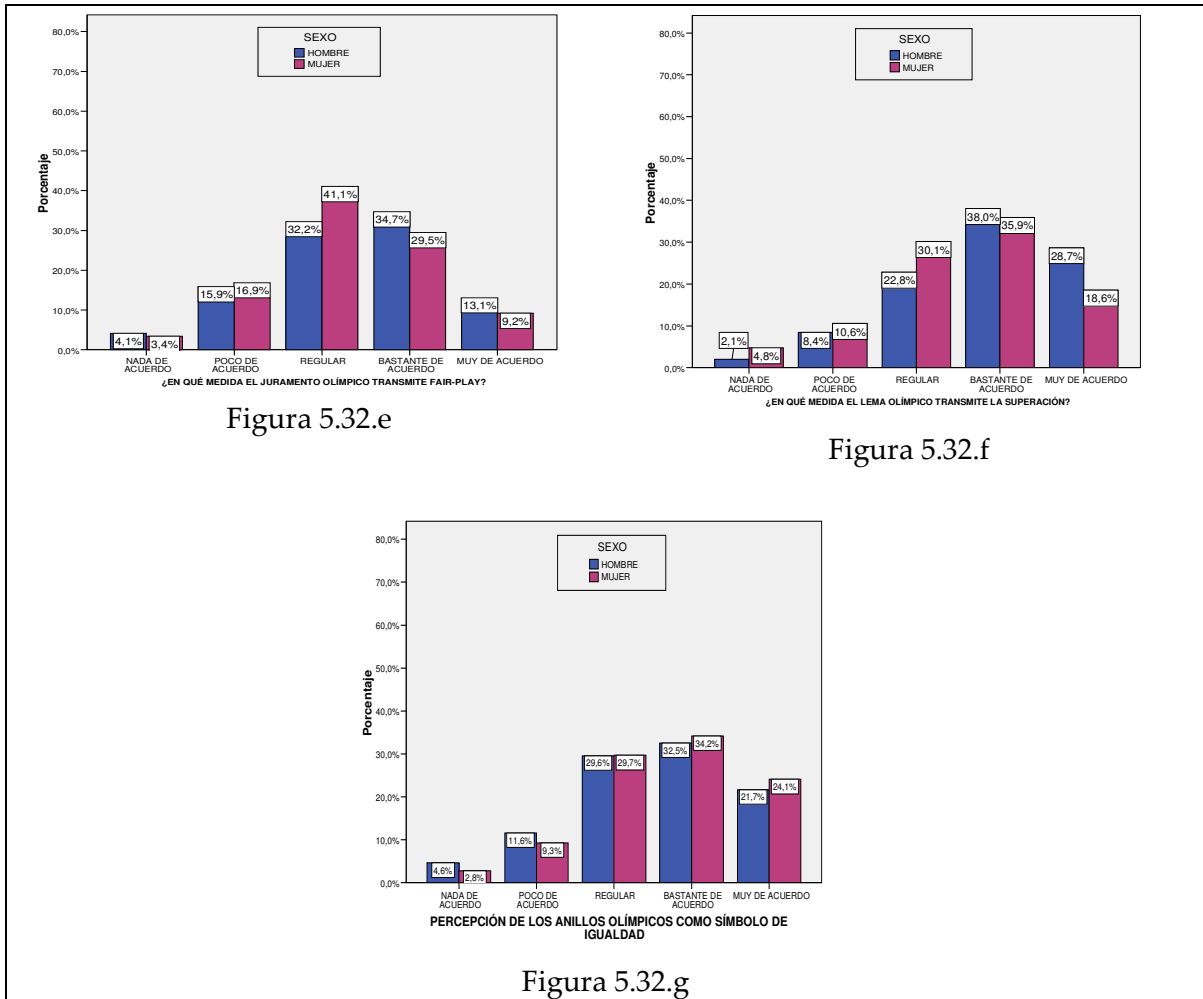 80,0%
70,0%
60,0%
50,0%
40,0%
30,0%
20,0%
10,0%
0,0%
Porcentaje
SEXO
HOMBRE
MUJER
4,1%
3,4%
15,9%
16,9%
32,2%
41,1%
34,7%
29,5%
13,1%
9,2%
NADA DE
ACUERDO
POCO DE
ACUERDO
REGULAR
BASTANTE DE
ACUERDO
MUY DE ACUERDO
¿EN QUÉ MEDIDA EL JURAMENTO OLÍMPICO TRANSMITE FAIR-PLAY?
Figura 5.32.e
80,0%
70,0%
60,0%
50,0%
40,0%
30,0%
20,0%
10,0%
0,0%
Porcentaje
SEXO
HOMBRE
MUJER
2,1%
4,8%
8,4%
10,6%
22,8%
30,1%
38,0%
35,9%
28,7%
18,6%
NADA DE
ACUERDO
POCO DE
ACUERDO
REGULAR
BASTANTE DE
ACUERDO
MUY DE ACUERDO
¿EN QUÉ MEDIDA EL LEMA OLÍMPICO TRANSMITE LA SUPERACIÓN?
Figura 5.32.f
80,0%
70,0%
60,0%
50,0%
40,0%
30,0%
20,0%
10,0%
0,0%
Porcentaje
SEXO
HOMBRE
MUJER
4,6%
2,8%
11,6%
9,3%
29,6%
29,7%
32,5%
34,2%
21,7%
24,1%
NADA DE
ACUERDO
POCO DE
ACUERDO
REGULAR
BASTANTE DE
ACUERDO
MUY DE ACUERDO
PERCEPCIÓN DE LOS ANILLOS OLÍMPICOS COMO SÍMBOLO DE
IGUALDAD
Figura 5.32.g